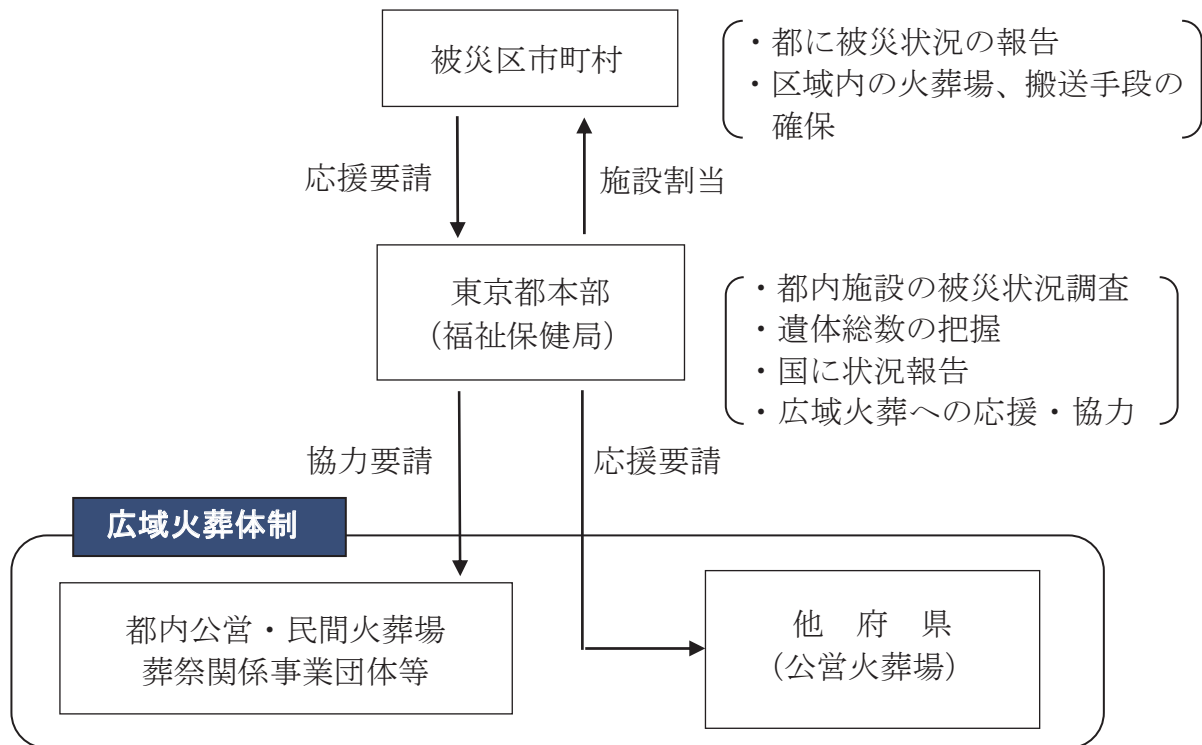 被災区市町村
・都に被災状況の報告
・区域内の火葬場、搬送手段の
確保
応援要請
施設割当
東京都本部
(福祉保健局)
・都内施設の被災状況調査
・遺体総数の把握
・国に状況報告
・広域火葬への応援・協力
協力要請
応援要請
広域火葬体制
都内公営・民間火葬場
葬祭関係事業団体等
他 府 県
(公営火葬場)